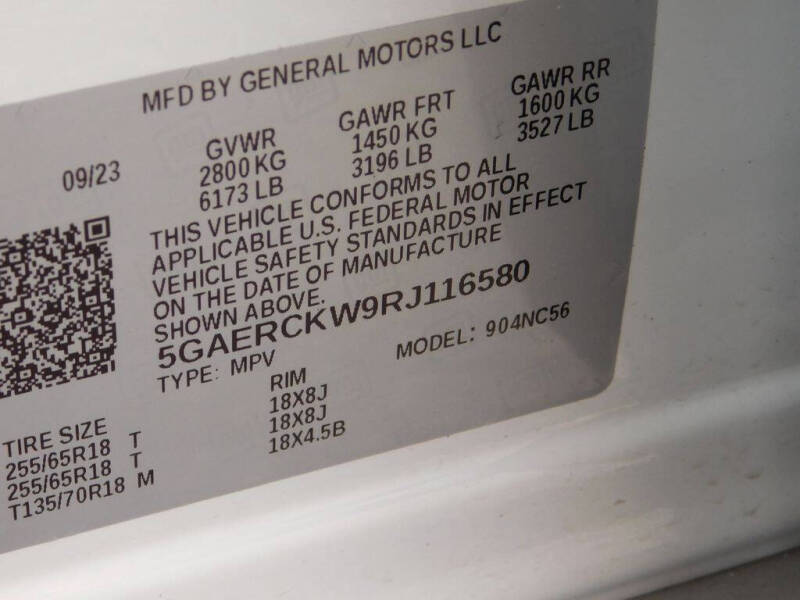 MFD BY GENERAL MOTORS LLC
09/23 GVWR GAWR FRT GAWR RR
2800 KG 1450 KG 1600 KG
6173 LB 3196 LB 3527 LB
THIS VEHICLE CONFORMS TO ALL
APPLICABLE U.S. FEDERAL MOTOR
VEHICLE SAFETY STANDARDS IN EFFECT
ON THE DATE OF MANUFACTURE
SHOWN ABOVE.
5GAERCKW9RJ116580
TYPE: MPV MODEL: 904NC56
TIRE SIZE RIM
255/65R18 T 18X8J
255/65R18 T 18X8J
T135/70R18 M 18X4.5B